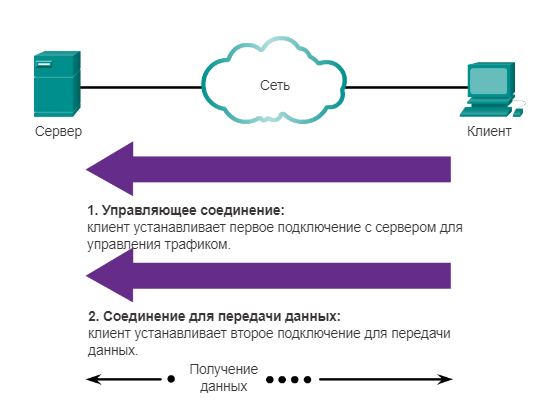 Сеть
Сервер
Клиент
1. Управляющее соединение:
клиент устанавливает первое подключение с сервером для
управления трафиком.
2. Соединение для передачи данных:
клиент устанавливает второе подключение для передачи
данных.
Получение
данных